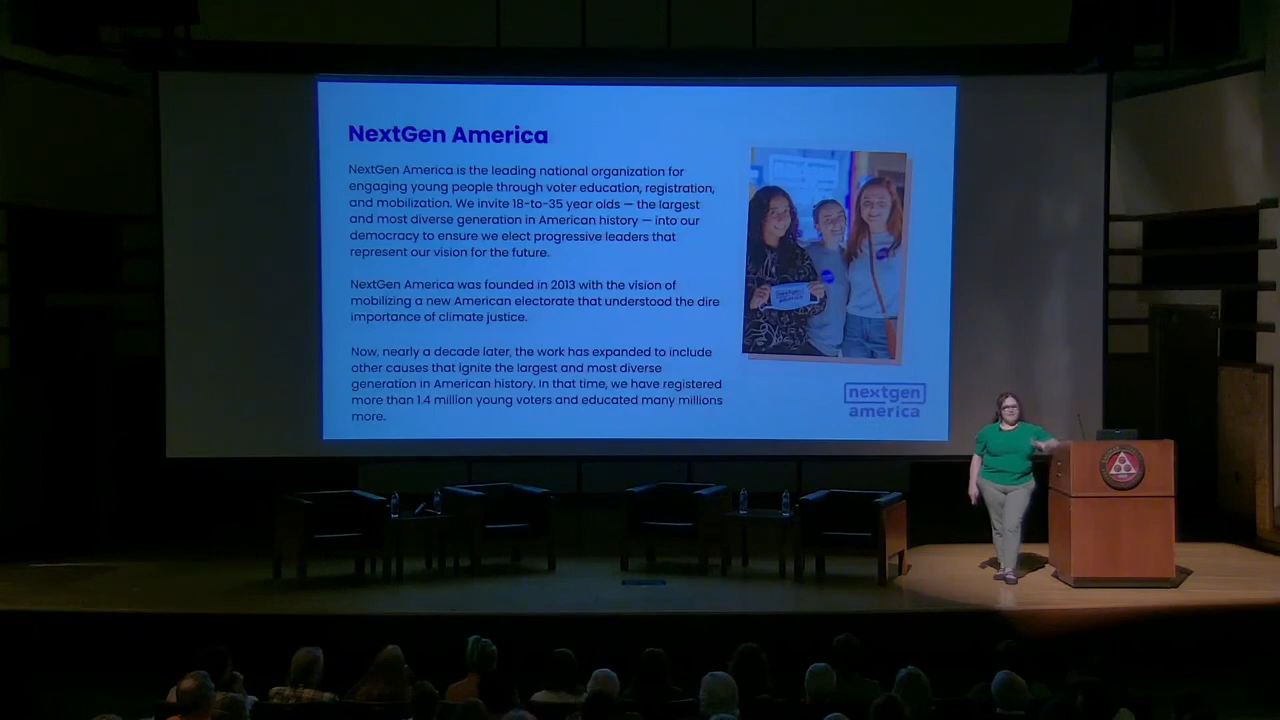 NextGen America
NextGen America is the leading national organization for
engaging young people through voter education, registration,
and mobilization. We invite 18-to-35 year olds — the largest
and most diverse generation in American history — into our
democracy to ensure we elect progressive leaders that
represent our vision for the future.
NextGen America was founded in 2013 with the vision of
mobilizing a new American electorate that understood the dire
importance of climate justice.
Now, nearly a decade later, the work has expanded to include
other causes that ignite the largest and most diverse
generation in American history. In that time, we have registered
more than 1.4 million young voters and educated many millions
more.
nextgen
america